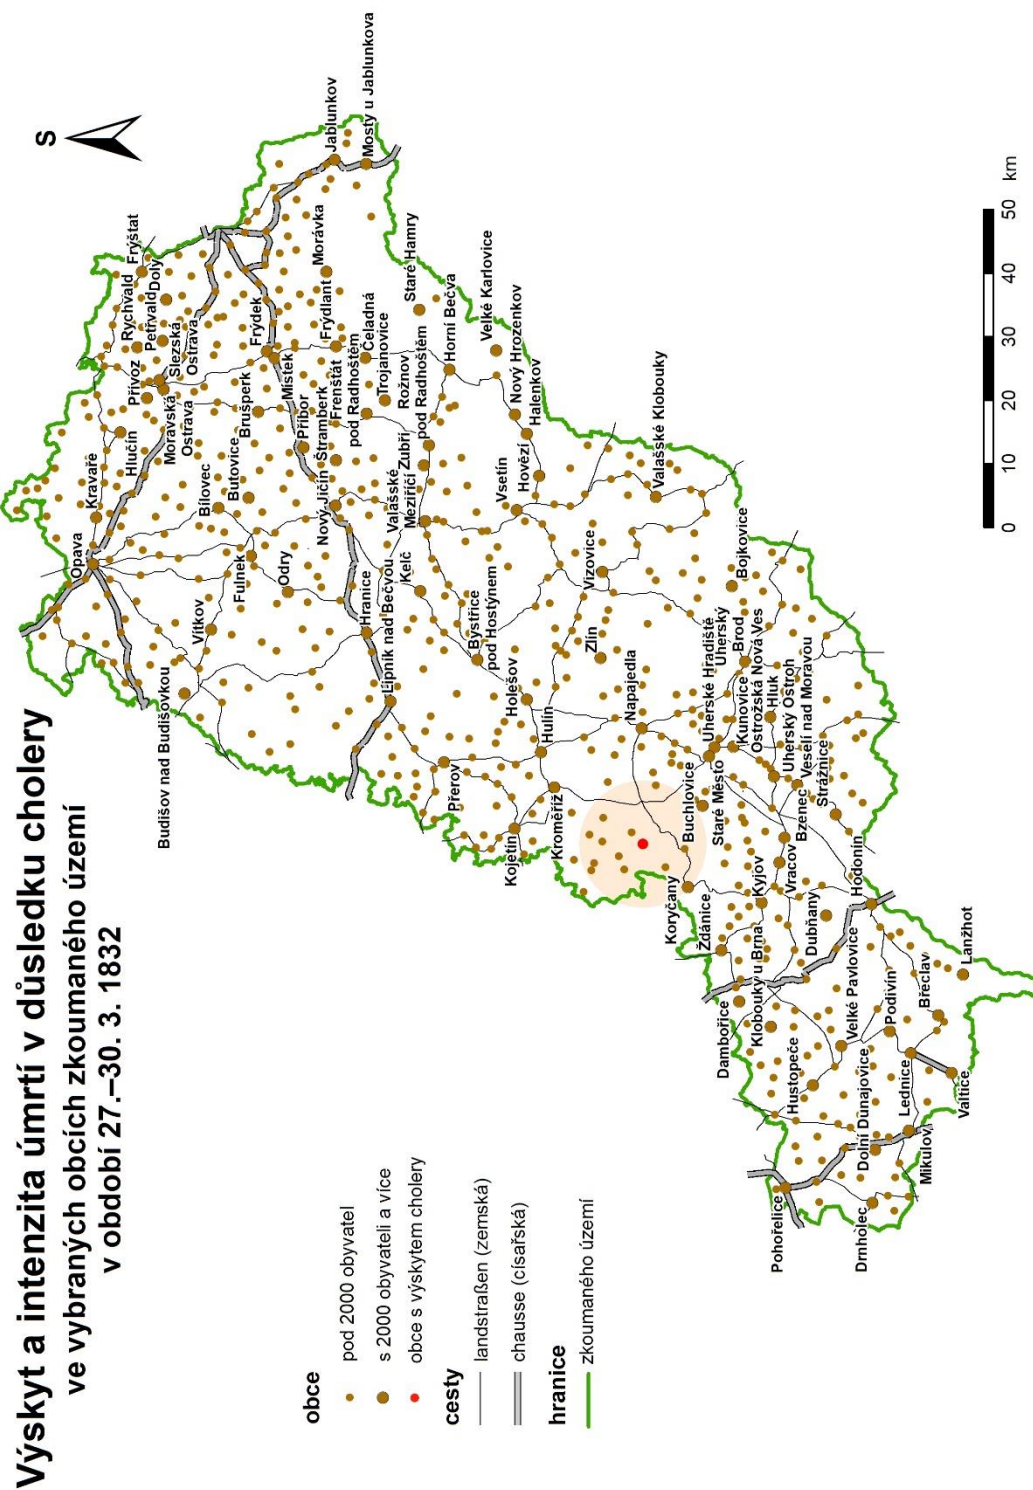 Výskyt a intenzita úmrtí v důsledku cholery
ve vybraných obcích zkoumaného území
v období 27.–30. 3. 1832
S
obce
pod 2000 obyvatel
s 2000 obyvateli a více
obce s výskytem cholery
cesty
landstraßen (zemská)
chausse (císařská)
hranice
zkoumaného území
Opava
Kravaře
Hlučín
Přívoz
Rychvald
Petřvald
Doly
Frýštat
Slezská
Ostrava
Moravská
Ostrava
Budišov nad Budišovkou
Vítkov
Bílovec
Butovice
Fulnek
Odry
Brušperk
Frýdek
Místek
Příbor
Nový Jičín
Štramberk
Frenštát
pod Radhoštěm
Frýdlant
Morávka
Čeladná
Trojanovice
Jablunkov
Mosty u Jablunkova
Staré Hamry
Hranice
Lipník nad Bečvou
Kelč
Valašské
Meziříčí
Zubří
Rožnov
pod Radhoštěm
Horní Bečva
Velké Karlovice
Nový Hrozenkov
Halenkov
Hovězí
Vsetín
Přerov
Bystřice
pod Hostýnem
Holešov
Hulín
Kojetín
Kroměříž
Zlín
Vizovice
Valašské Klobouky
Napajedla
Buchlovice
Staré Město
Uherské Hradiště
Kunovice
Uherský
Brod
Bojkovice
Ostrožská Nová Ves
Hluk
Uherský Ostroh
Veselí nad Moravou
Strážnice
Bzenec
Vracov
Kyjov
Koryčany
Ždánice
Dubňany
Hodonín
Dambořice
Klobouky u Brna
Hustopeče
Velké Pavlovice
Podivín
Břeclav
Lanžhot
Lednice
Valtice
Mikulov
Dolní Dunajovice
Drnhólec
Pohořelice
0 10 20 30 40 50 km